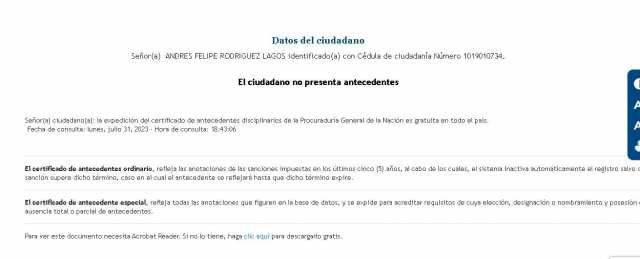 Datos del ciudadano
Señor(a) ANDRES FELIPE RODRIGUEZ LAGOS identificado(a) con Cédula de ciudadanía Número 1019010734.
El ciudadano no presenta antecedentes
Señor(a) ciudadano(a): la expedición del certificado de antecedentes disciplinarios de la Procuraduría General de la Nación es gratuita en todo el país.
Fecha de consulta: lunes, julio 31, 2023 - Hora de consulta: 18:43:06
El certificado de antecedentes ordinario, refleja las anotaciones de las sanciones impuestas en los últimos cinco (5) años, al cabo de los cuales, el sistema inactiva automáticamente el registro salvo
sanción supere dicho término, caso en el cual el antecedente se reflejará hasta que dicho término expire.
El certificado de antecedente especial, refleja todas las anotaciones que figuran en la base de datos, y se expide para acreditar requisitos de cuya elección, designación o nombramiento y posesión
ausencia total o parcial de antecedentes.
Para ver este documento necesita Acrobat Reader. Si no lo tiene, haga clic aquí para descargarlo gratis.
A
A